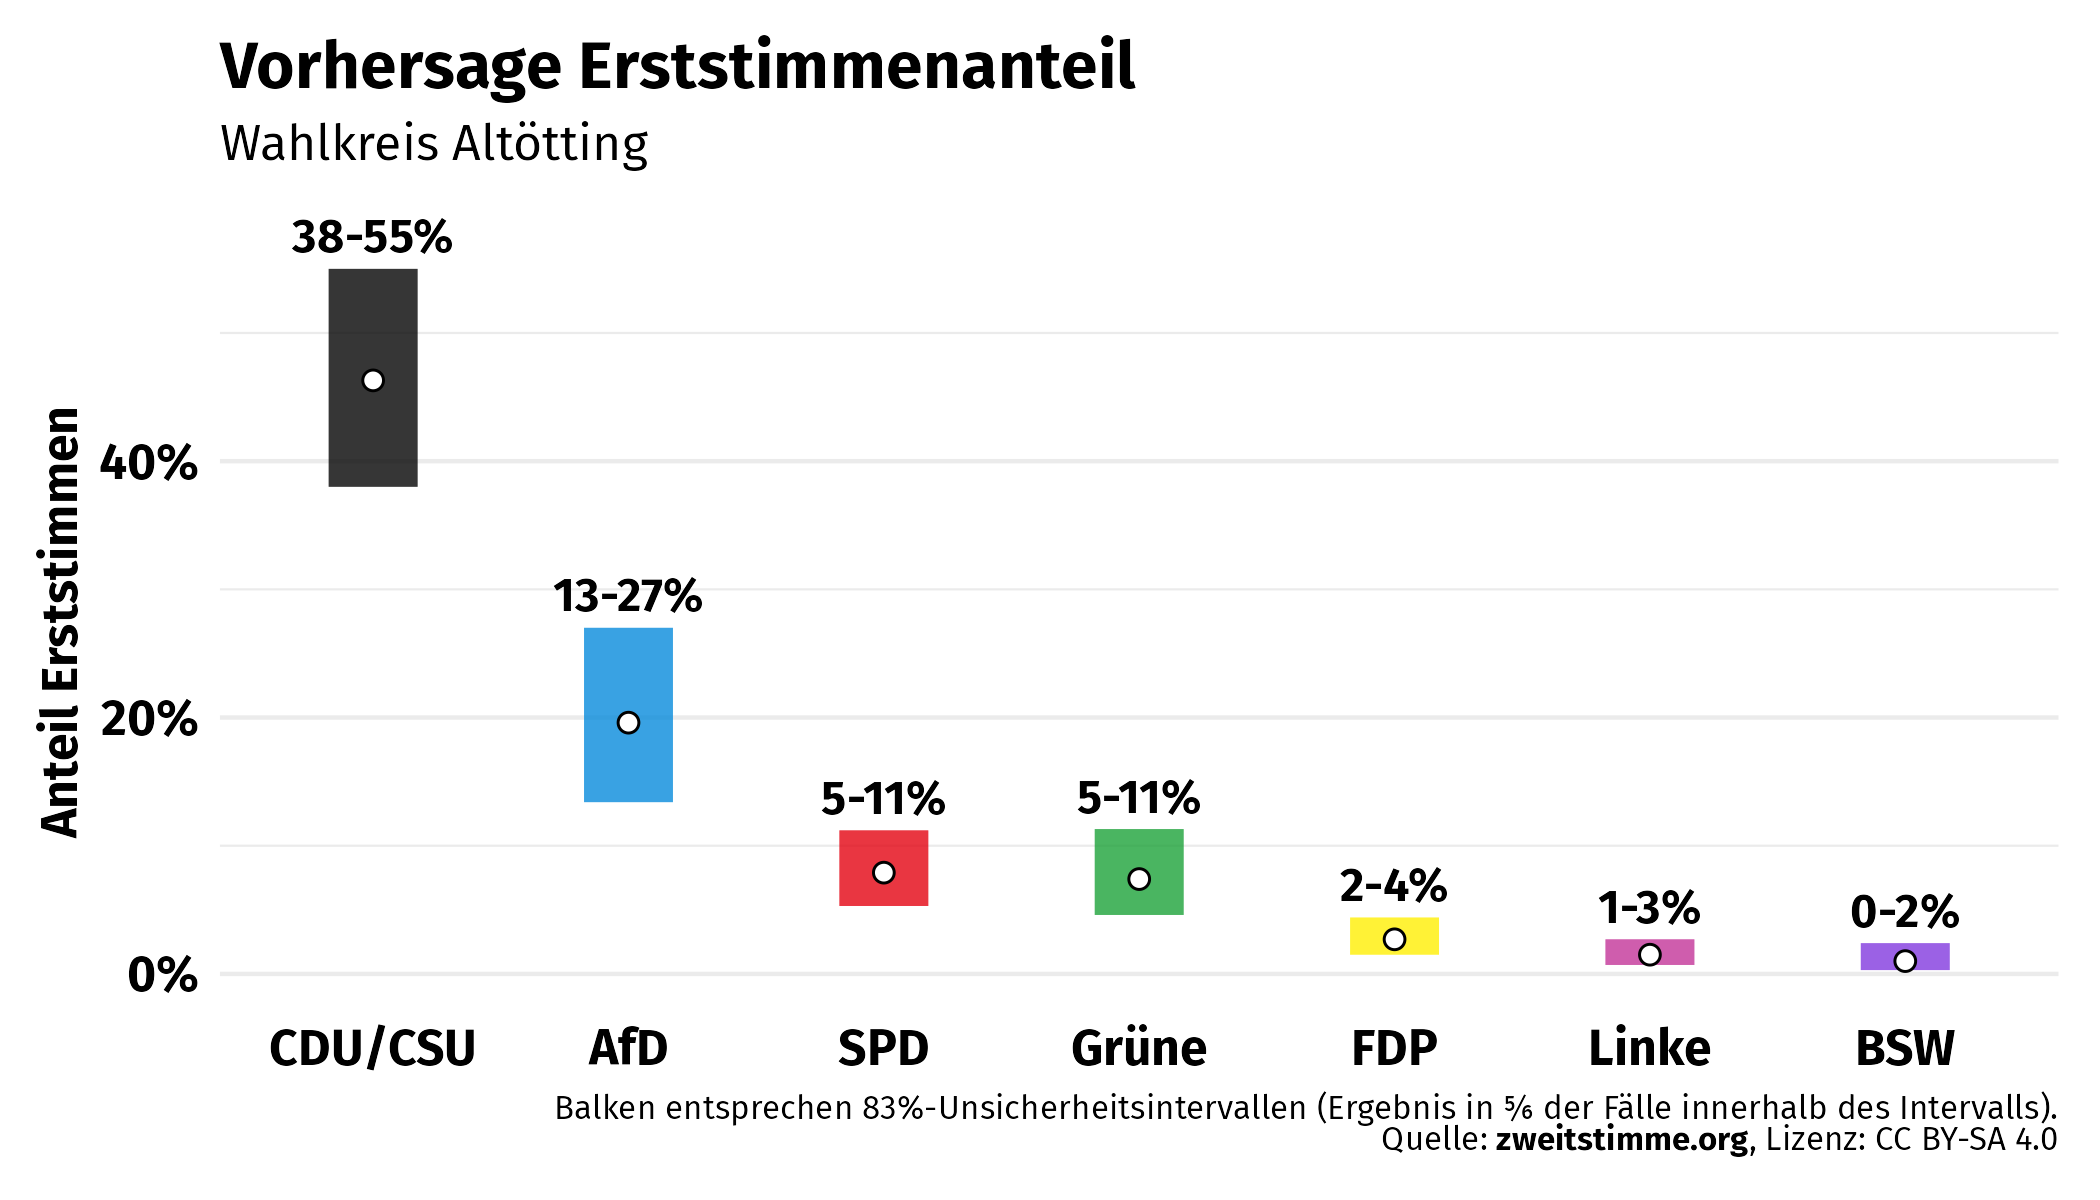 Vorhersage Erststimmenanteil
Wahlkreis Altötting
Anteil Erststimmen
40%
20%
0%
38-55%
13-27%
5-11%
5-11%
2-4%
1-3%
0-2%
CDU/CSU
AfD
SPD
Grüne
FDP
Linke
BSW
Balken entsprechen 83%-Unsicherheitsintervallen (Ergebnis in ⅚ der Fälle innerhalb des Intervalls).
Quelle: zweitstimme.org, Lizenz: CC BY-SA 4.0